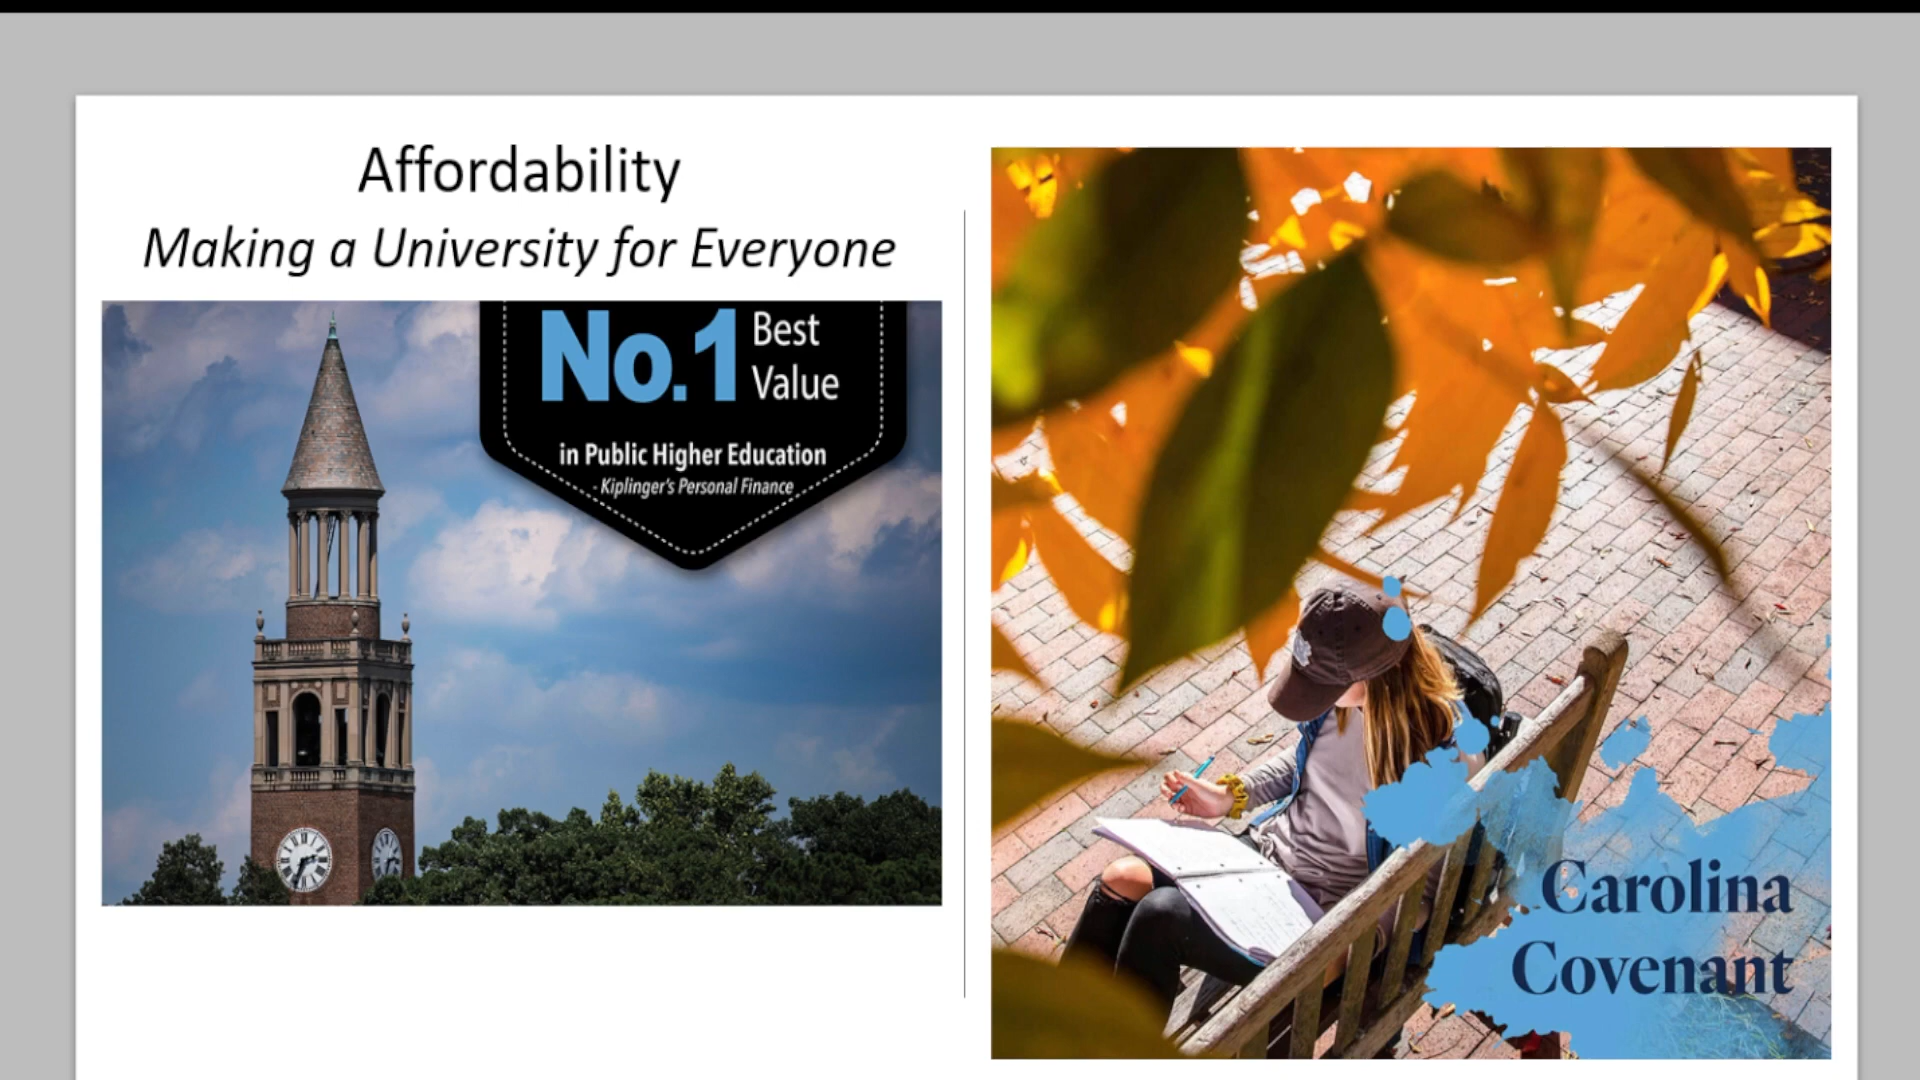 Affordability
Making a University for Everyone
No.1 Best Value
in Public Higher Education
- Kiplinger's Personal Finance
Carolina
Covenant